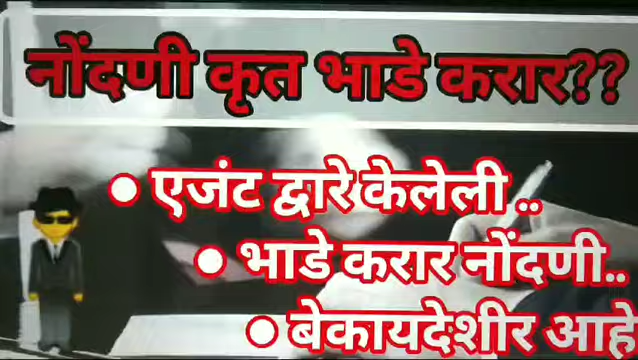 नोंदणी कृत भाडे करार??
• एजंट द्वारे केलेली ..
• भाडे करार नोंदणी..
• बेकायदेशीर आहे